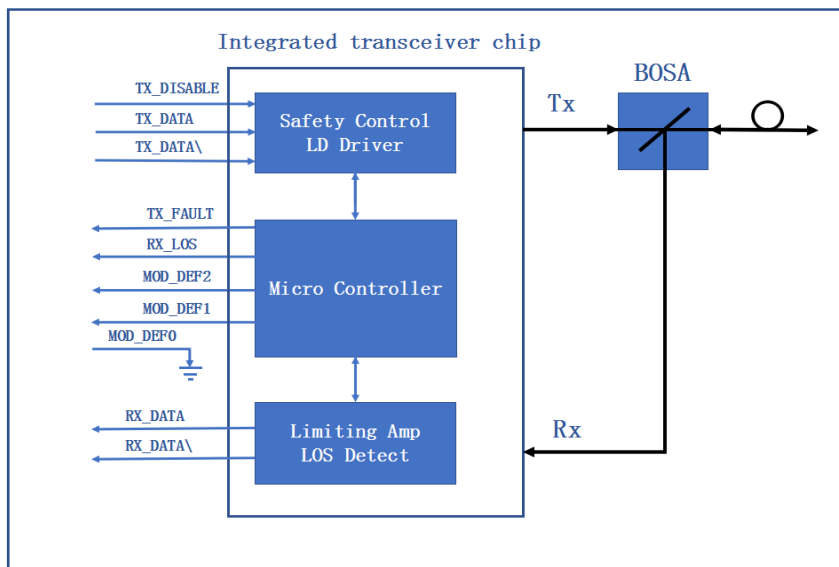 Integrated transceiver chip
BOSA
TX_DISABLE
TX_DATA
TX_DATA\
Safety Control
LD Driver
Tx
TX_FAULT
RX_LOS
MOD_DEF2
MOD_DEF1
MOD_DEF0
Micro Controller
RX_DATA
RX_DATA\
Limiting Amp
LOS Detect
Rx